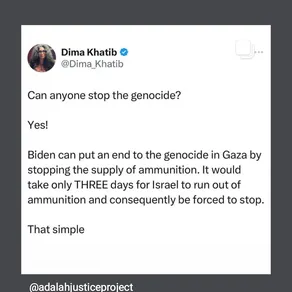 Dima Khatib
@Dima_Khatib
Can anyone stop the genocide?
Yes!
Biden can put an end to the genocide in Gaza by
stopping the supply of ammunition. It would
take only THREE days for Israel to run out of
ammunition and consequently be forced to stop.
That simple
@adalahjusticeproject